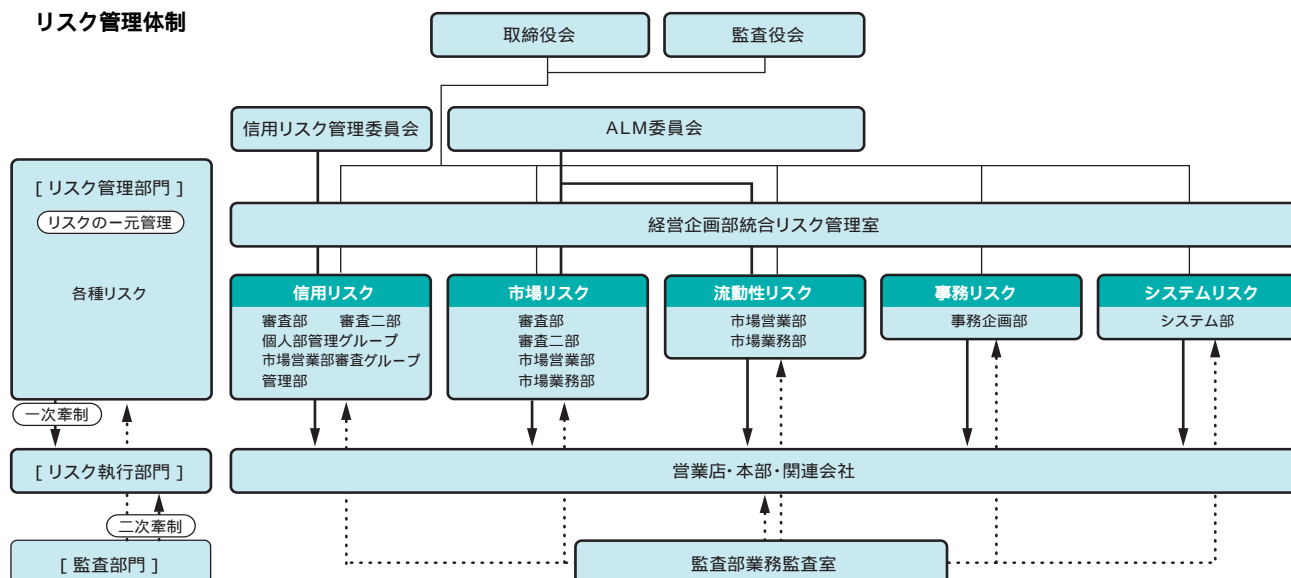 リスク管理体制
取締役会
監査役会
信用リスク管理委員会
ALM委員会
[ リスク管理部門 ]
リスクの一元管理
各種リスク
経営企画部統合リスク管理室
信用リスク
審査部 審査二部
個人部管理グループ
市場営業部審査グループ
管理部
市場リスク
審査部
審査二部
市場営業部
市場業務部
流動性リスク
市場営業部
市場業務部
事務リスク
事務企画部
システムリスク
システム部
一次牽制
[ リスク執行部門 ]
営業店・本部・関連会社
二次牽制
[ 監査部門 ]
監査部業務監査室